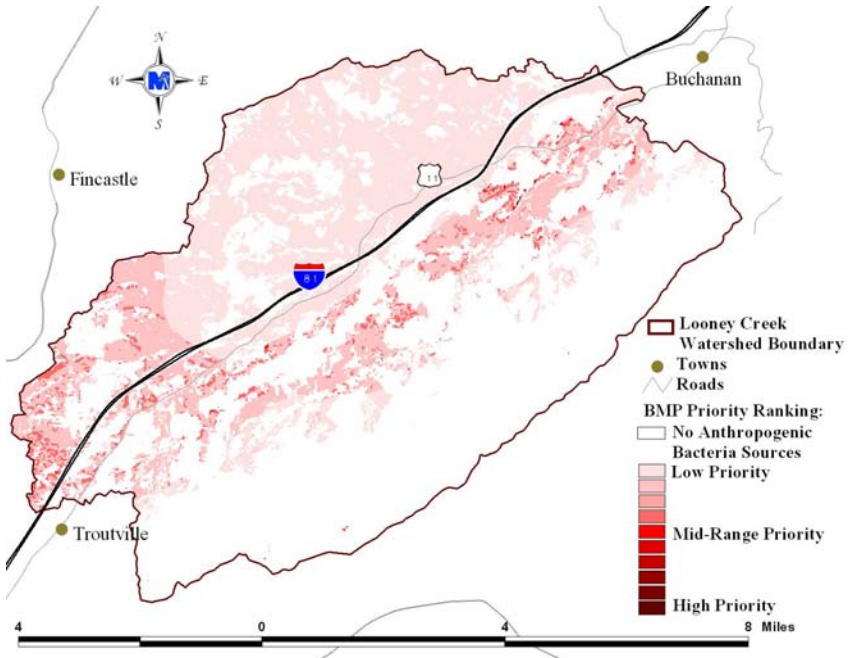 N
W
E
S
M
Buchanan
Fincastle
11
81
Looney Creek
Watershed Boundary
Towns
Roads
BMP Priority Ranking:
No Anthropogenic
Bacteria Sources
Low Priority
Mid-Range Priority
High Priority
Troutville
4 0 4 8 Miles